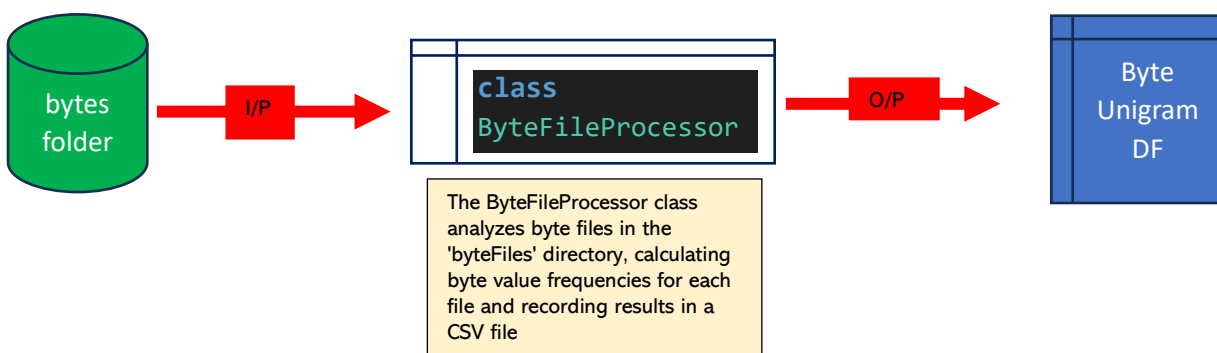 bytes
folder
I/P
class
ByteFileProcessor
O/P
Byte
Unigram
DF
The ByteFileProcessor class
analyzes byte files in the
'byteFiles' directory, calculating
byte value frequencies for each
file and recording results in a
CSV file